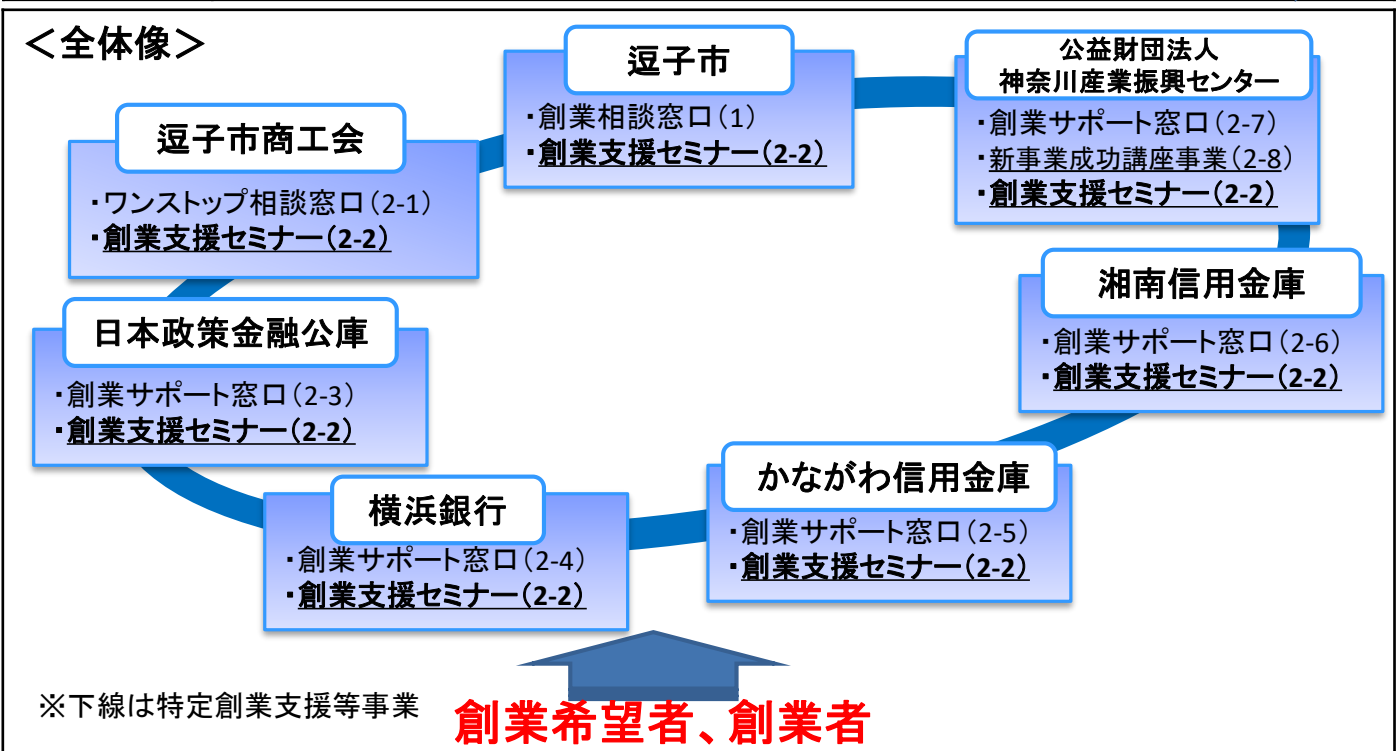 ＜全体像＞
逗子市
・創業相談窓口（1）
・創業支援セミナー（2-2）
公益財団法人
神奈川産業振興センター
・創業サポート窓口（2-7）
・新事業成功講座事業（2-8）
・創業支援セミナー（2-2）
逗子市商工会
・ワンストップ相談窓口（2-1）
・創業支援セミナー（2-2）
湘南信用金庫
・創業サポート窓口（2-6）
・創業支援セミナー（2-2）
日本政策金融公庫
・創業サポート窓口（2-3）
・創業支援セミナー（2-2）
かながわ信用金庫
・創業サポート窓口（2-5）
・創業支援セミナー（2-2）
横浜銀行
・創業サポート窓口（2-4）
・創業支援セミナー（2-2）
※下線は特定創業支援等事業
創業希望者、創業者